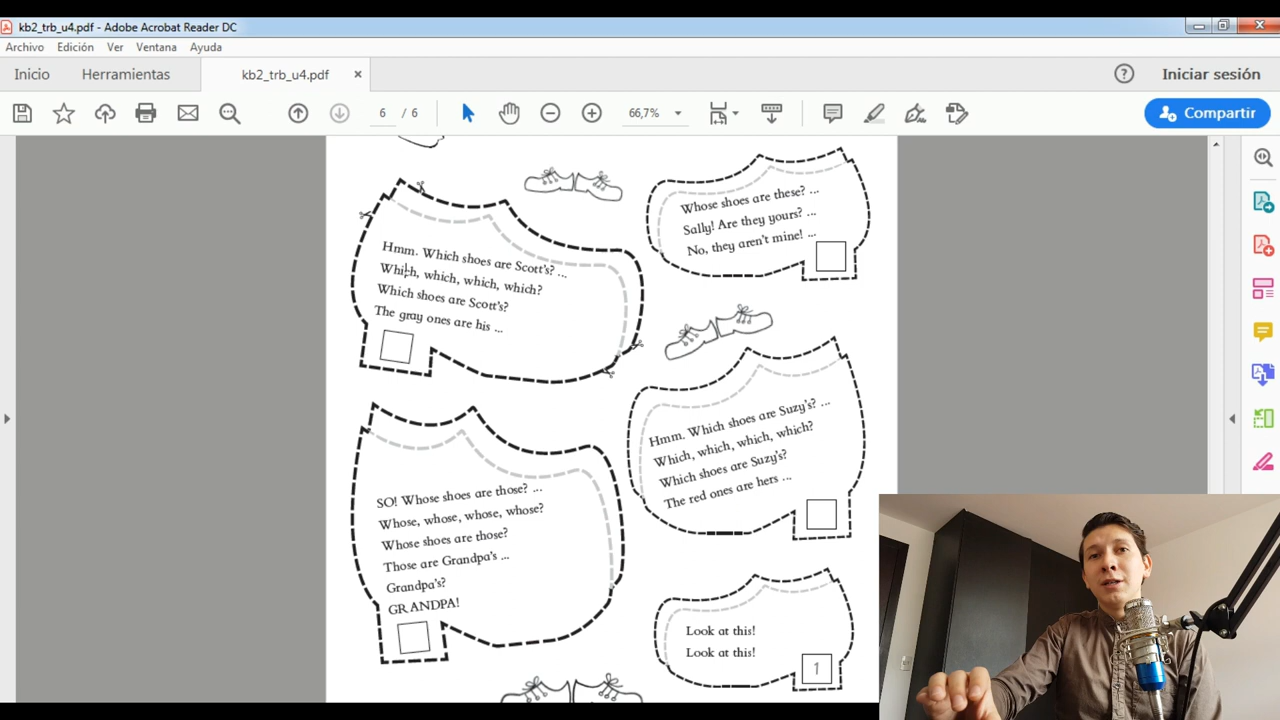 kb2_trb_u4.pdf - Adobe Acrobat Reader DC
Archivo Edición Ver Ventana Ayuda
Inicio Herramientas kb2_trb_u4.pdf × ? Iniciar sesión
6 / 6 66,7% Compartir
Hmm. Which shoes are Scott's? ...
Which, which, which, which?
Which shoes are Scott's?
The gray ones are his ...
Whose shoes are these? ...
Sally! Are they yours? ...
No, they aren't mine! ...
SO! Whose shoes are those? ...
Whose, whose, whose, whose?
Whose shoes are those?
Those are Grandpa's ...
Grandpa's?
GRANDPA!
Hmm. Which shoes are Suzy's? ...
Which, which, which, which?
Which shoes are Suzy's?
The red ones are hers ...
Look at this!
Look at this!
1